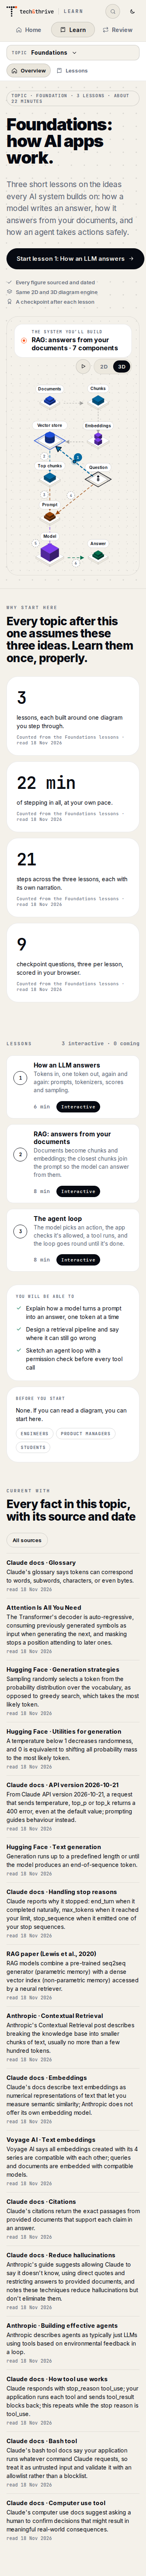 techithrive LEARN
Home Learn Review
TOPIC Foundations
Overview Lessons
TOPIC · FOUNDATION · 3 LESSONS · ABOUT
22 MINUTES
Foundations:
how AI apps
work.
Three short lessons on the ideas
every AI system builds on: how a
model writes an answer, how it
answers from your documents, and
how an agent takes actions safely.
Start lesson 1: How an LLM answers →
Every figure sourced and dated
Same 2D and 3D diagram engine
A checkpoint after each lesson
THE SYSTEM YOU'LL BUILD
RAG: answers from your
documents · 7 components
2D 3D
Documents
Chunks
Vector store
Embeddings
Top chunks
Question
Prompt
Model
Answer
WHY START HERE
Every topic after this
one assumes these
three ideas. Learn them
once, properly.
3
lessons, each built around one diagram
you step through.
Counted from the Foundations lessons ·
read 18 Nov 2026
22 min
of stepping in all, at your own pace.
Counted from the Foundations lessons ·
read 18 Nov 2026
21
steps across the three lessons, each with
its own narration.
Counted from the Foundations lessons ·
read 18 Nov 2026
9
checkpoint questions, three per lesson,
scored in your browser.
Counted from the Foundations lessons ·
read 18 Nov 2026
LESSONS 3 interactive · 0 coming
1
How an LLM answers
Tokens in, one token out, again and
again: prompts, tokenizers, scores
and sampling.
6 min Interactive
2
RAG: answers from your
documents
Documents become chunks and
embeddings; the closest chunks join
the prompt so the model can answer
from them.
8 min Interactive
3
The agent loop
The model picks an action, the app
checks it's allowed, a tool runs, and
the loop goes round until it's done.
8 min Interactive
YOU WILL BE ABLE TO
Explain how a model turns a prompt
into an answer, one token at a time
Design a retrieval pipeline and say
where it can still go wrong
Sketch an agent loop with a
permission check before every tool
call
BEFORE YOU START
None. If you can read a diagram, you can
start here.
ENGINEERS PRODUCT MANAGERS
STUDENTS
CURRENT WITH
Every fact in this topic,
with its source and date
All sources
Claude docs · Glossary
Claude's glossary says tokens can correspond
to words, subwords, characters, or even bytes.
read 18 Nov 2026
Attention Is All You Need
The Transformer's decoder is auto-regressive,
consuming previously generated symbols as
input when generating the next, and masking
stops a position attending to later ones.
read 18 Nov 2026
Hugging Face · Generation strategies
Sampling randomly selects a token from the
probability distribution over the vocabulary, as
opposed to greedy search, which takes the most
likely token.
read 18 Nov 2026
Hugging Face · Utilities for generation
A temperature below 1 decreases randomness,
and 0 is equivalent to shifting all probability mass
to the most likely token.
read 18 Nov 2026
Claude docs · API version 2026-10-21
From Claude API version 2026-10-21, a request
that sends temperature, top_p or top_k returns a
400 error, even at the default value; prompting
guides behaviour instead.
read 18 Nov 2026
Hugging Face · Text generation
Generation runs up to a predefined length or until
the model produces an end-of-sequence token.
read 18 Nov 2026
Claude docs · Handling stop reasons
Claude reports why it stopped: end_turn when it
completed naturally, max_tokens when it reached
your limit, stop_sequence when it emitted one of
your stop sequences.
read 18 Nov 2026
RAG paper (Lewis et al., 2020)
RAG models combine a pre-trained seq2seq
generator (parametric memory) with a dense
vector index (non-parametric memory) accessed
by a neural retriever.
read 18 Nov 2026
Anthropic · Contextual Retrieval
Anthropic's Contextual Retrieval post describes
breaking the knowledge base into smaller
chunks of text, usually no more than a few
hundred tokens.
read 18 Nov 2026
Claude docs · Embeddings
Claude's docs describe text embeddings as
numerical representations of text that let you
measure semantic similarity; Anthropic does not
offer its own embedding model.
read 18 Nov 2026
Voyage AI · Text embeddings
Voyage AI says all embeddings created with its 4
series are compatible with each other; queries
and documents are embedded with compatible
models.
read 18 Nov 2026
Claude docs · Citations
Claude's citations return the exact passages from
provided documents that support each claim in
an answer.
read 18 Nov 2026
Claude docs · Reduce hallucinations
Anthropic's guide suggests allowing Claude to
say it doesn't know, using direct quotes and
restricting answers to provided documents, and
notes these techniques reduce hallucinations but
don't eliminate them.
read 18 Nov 2026
Anthropic · Building effective agents
Anthropic describes agents as typically just LLMs
using tools based on environmental feedback in
a loop.
read 18 Nov 2026
Claude docs · How tool use works
Claude responds with stop_reason tool_use; your
application runs each tool and sends tool_result
blocks back; this repeats while the stop reason is
tool_use.
read 18 Nov 2026
Claude docs · Bash tool
Claude's bash tool docs say your application
runs whatever command Claude requests, so
treat it as untrusted input and validate it with an
allowlist rather than a blocklist.
read 18 Nov 2026
Claude docs · Computer use tool
Claude's computer use docs suggest asking a
human to confirm decisions that might result in
meaningful real-world consequences.
read 18 Nov 2026